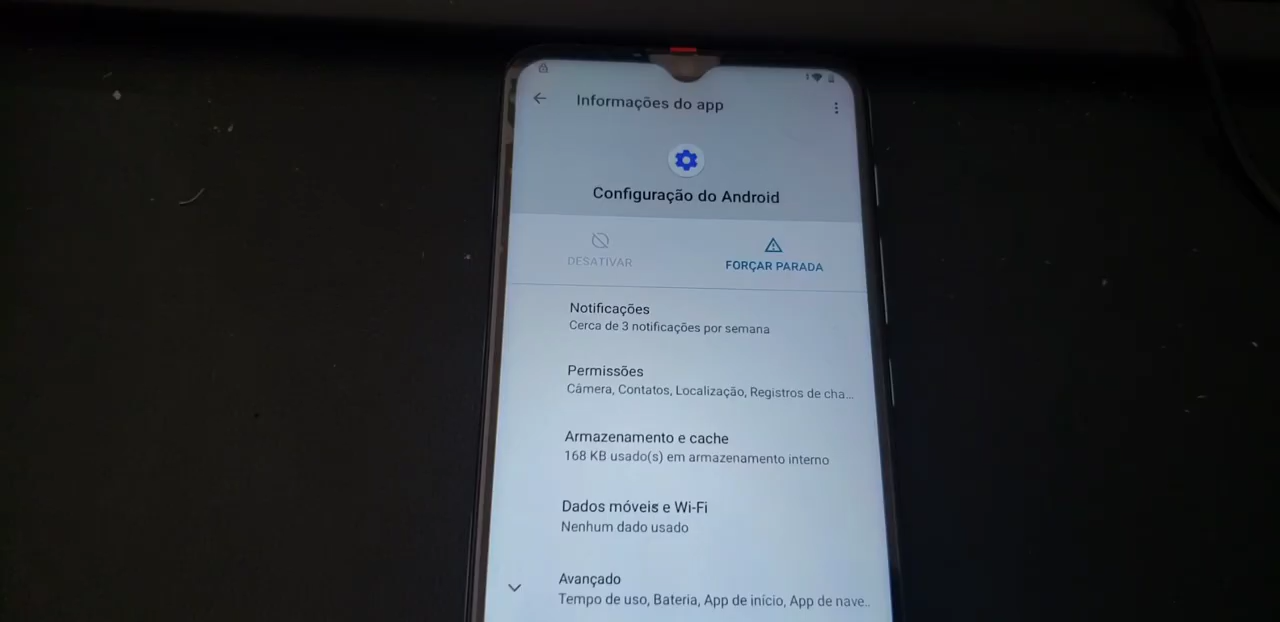 Informações do app
Configuração do Android
DESATIVAR
FORÇAR PARADA
Notificações
Cerca de 3 notificações por semana
Permissões
Câmera, Contatos, Localização, Registros de cha...
Armazenamento e cache
168 KB usado(s) em armazenamento interno
Dados móveis e Wi-Fi
Nenhum dado usado
Avançado
Tempo de uso, Bateria, App de início, App de nave..